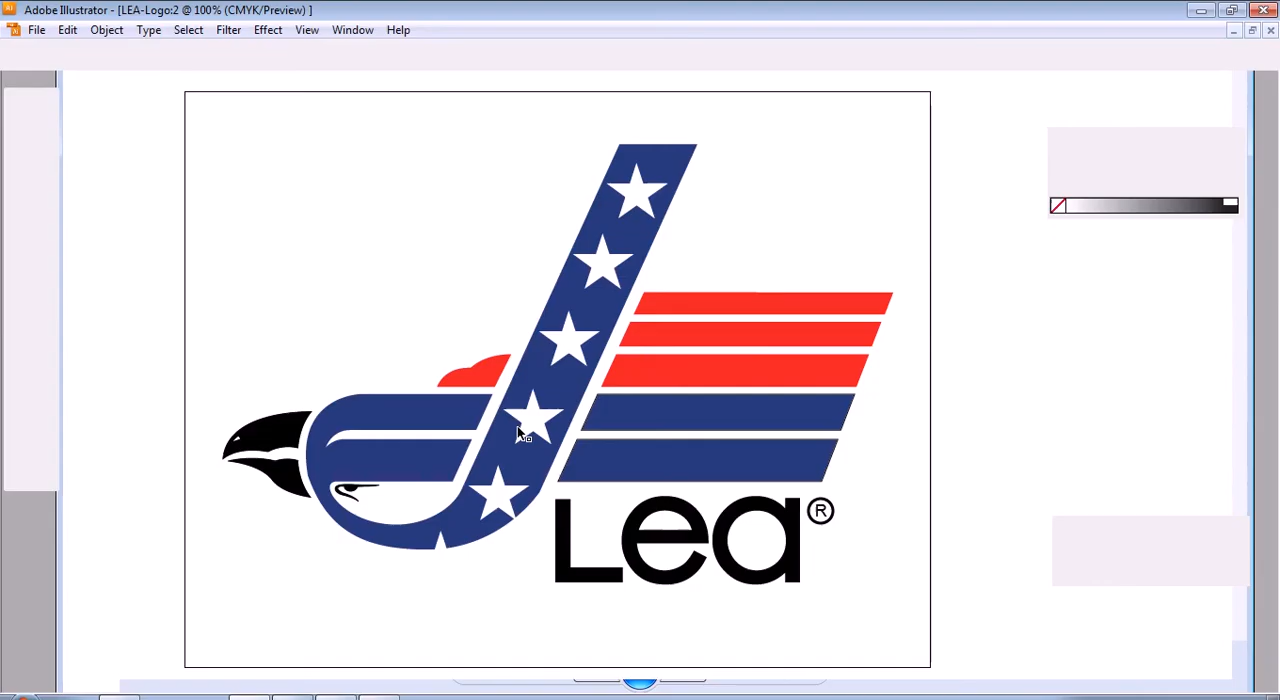 Adobe Illustrator - [LEA-Logo:2 @ 100% (CMYK/Preview) ]
File Edit Object Type Select Filter Effect View Window Help
Lea®